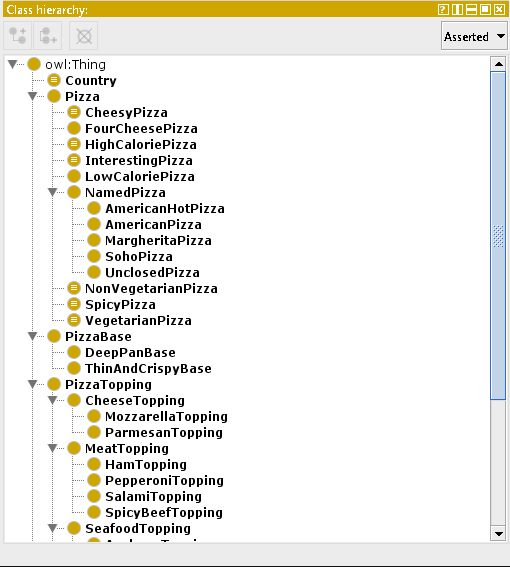 Class hierarchy:
Asserted
owl:Thing
Country
Pizza
CheesyPizza
FourCheesePizza
HighCaloriePizza
InterestingPizza
LowCaloriePizza
NamedPizza
AmericanHotPizza
AmericanPizza
MargheritaPizza
SohoPizza
UnclosedPizza
NonVegetarianPizza
SpicyPizza
VegetarianPizza
PizzaBase
DeepPanBase
ThinAndCrispyBase
PizzaTopping
CheeseTopping
MozzarellaTopping
ParmesanTopping
MeatTopping
HamTopping
PepperoniTopping
SalamiTopping
SpicyBeefTopping
SeafoodTopping